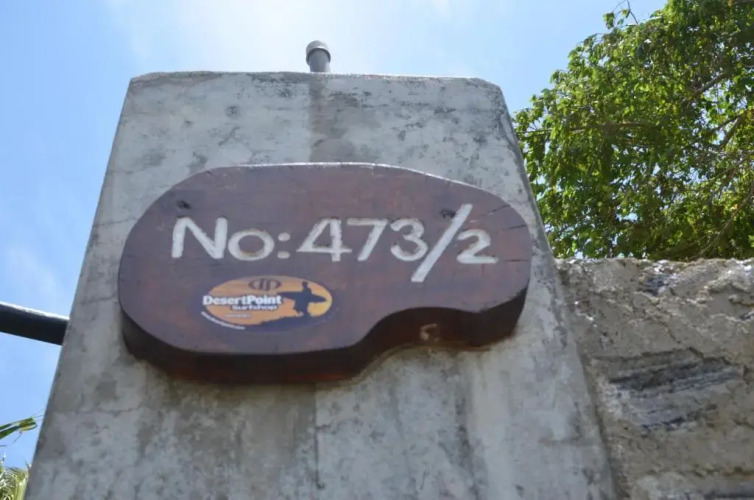 No: 473/2
DesertPoint
Surfshop